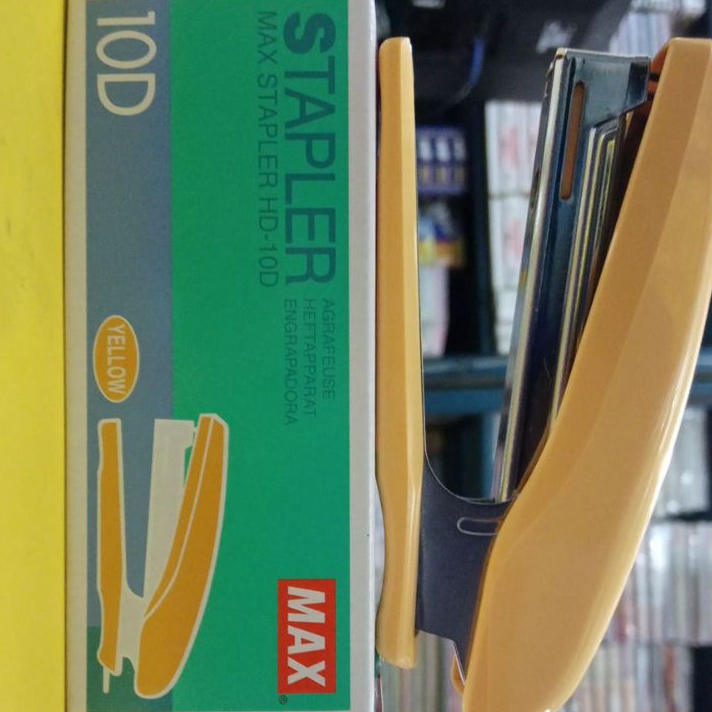 STAPLER
MAX STAPLER HD-10D
AGRAFEUSE
HEFTAPPARAT
ENGRAPADORA
MAX®
10D
YELLOW